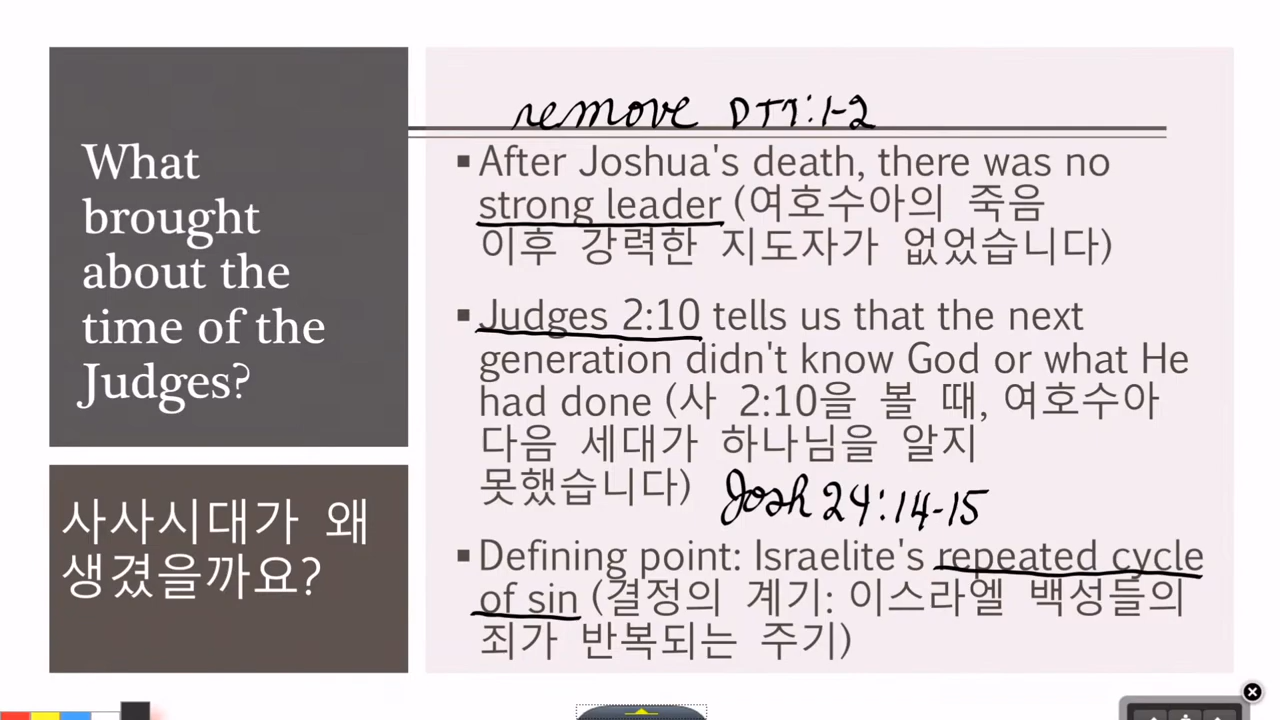 What
brought
about the
time of the
Judges?
사사시대가 왜
생겼을까요?
remove DT7:1-2
▪ After Joshua's death, there was no
strong leader (여호수아의 죽음
이후 강력한 지도자가 없었습니다)
▪ Judges 2:10 tells us that the next
generation didn't know God or what He
had done (사 2:10을 볼 때, 여호수아
다음 세대가 하나님을 알지
못했습니다) Josh 24:14-15
▪ Defining point: Israelite's repeated cycle
of sin (결정의 계기: 이스라엘 백성들의
죄가 반복되는 주기)